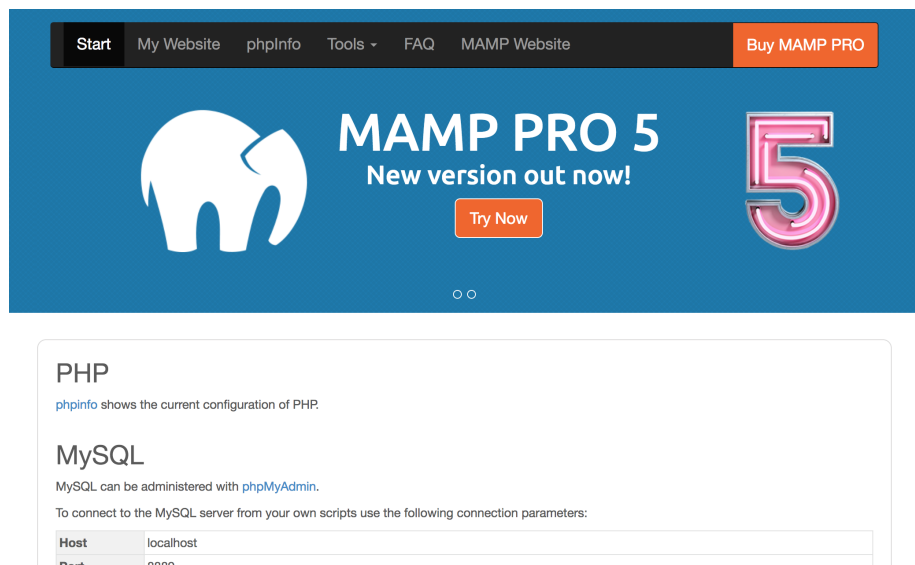 Start My Website phpInfo Tools FAQ MAMP Website Buy MAMP PRO
MAMP PRO 5
New version out now!
Try Now
5
PHP
phpinfo shows the current configuration of PHP.
MySQL
MySQL can be administered with phpMyAdmin.
To connect to the MySQL server from your own scripts use the following connection parameters:
Host localhost